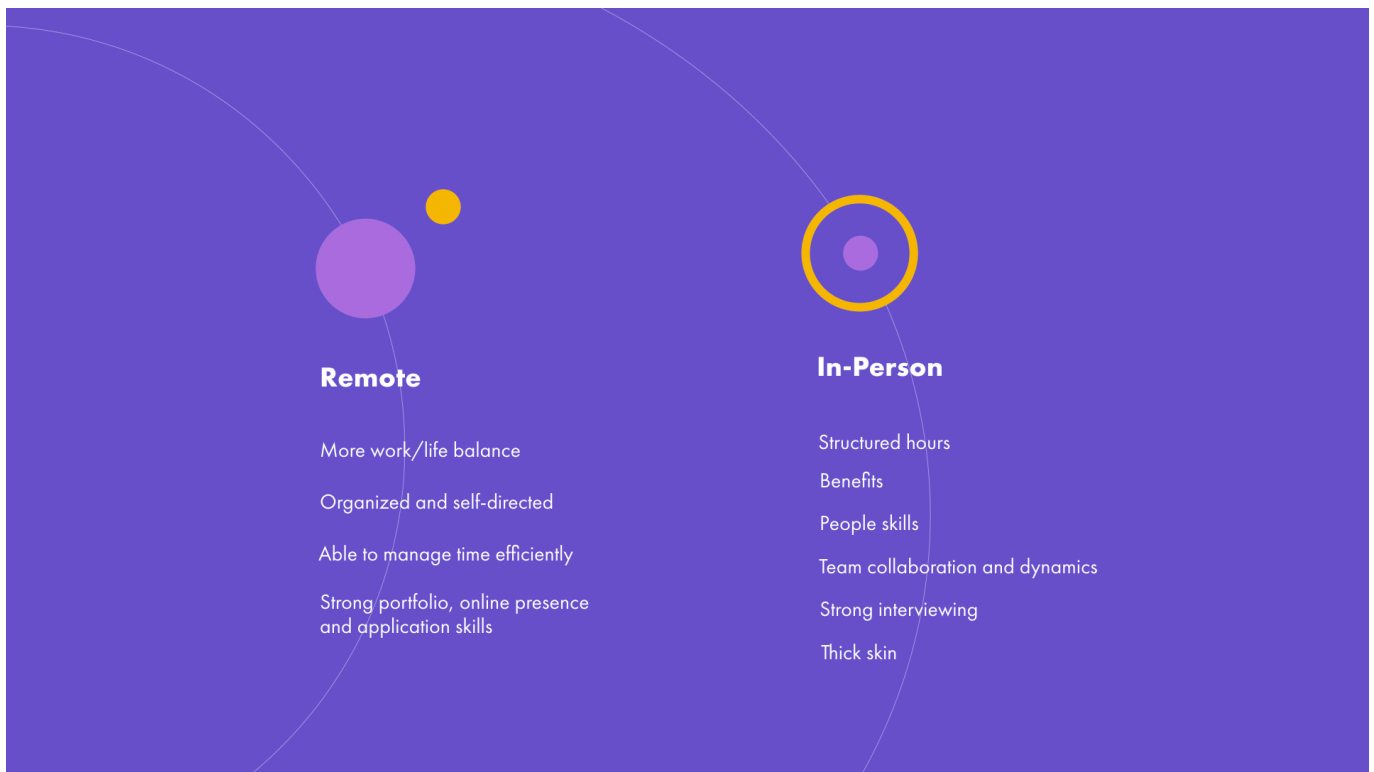 Remote
More work/life balance
Organized and self-directed
Able to manage time efficiently
Strong portfolio, online presence
and application skills
In-Person
Structured hours
Benefits
People skills
Team collaboration and dynamics
Strong interviewing
Thick skin